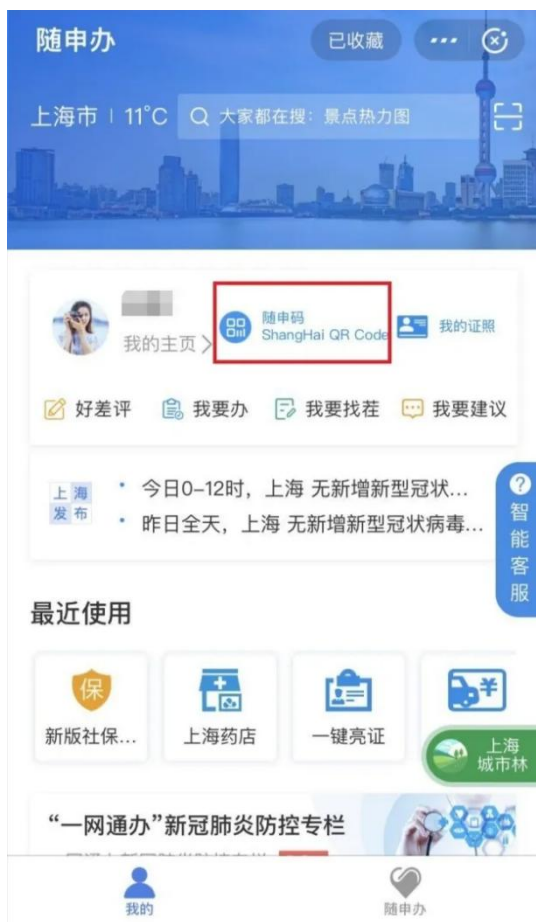 随申办
已收藏
上海市 | 11°C
大家都在搜：景点热力图
随申码
ShangHai QR Code
我的证照
我的主页 >
好差评
我要办
我要找茬
我要建议
上海
发布
今日0-12时，上海 无新增新型冠状...
昨日全天，上海 无新增新型冠状病毒...
?
智能客服
最近使用
保
新版社保...
上海药店
一键亮证
¥
上海
城市林
“一网通办”新冠肺炎防控专栏
我的
随申办